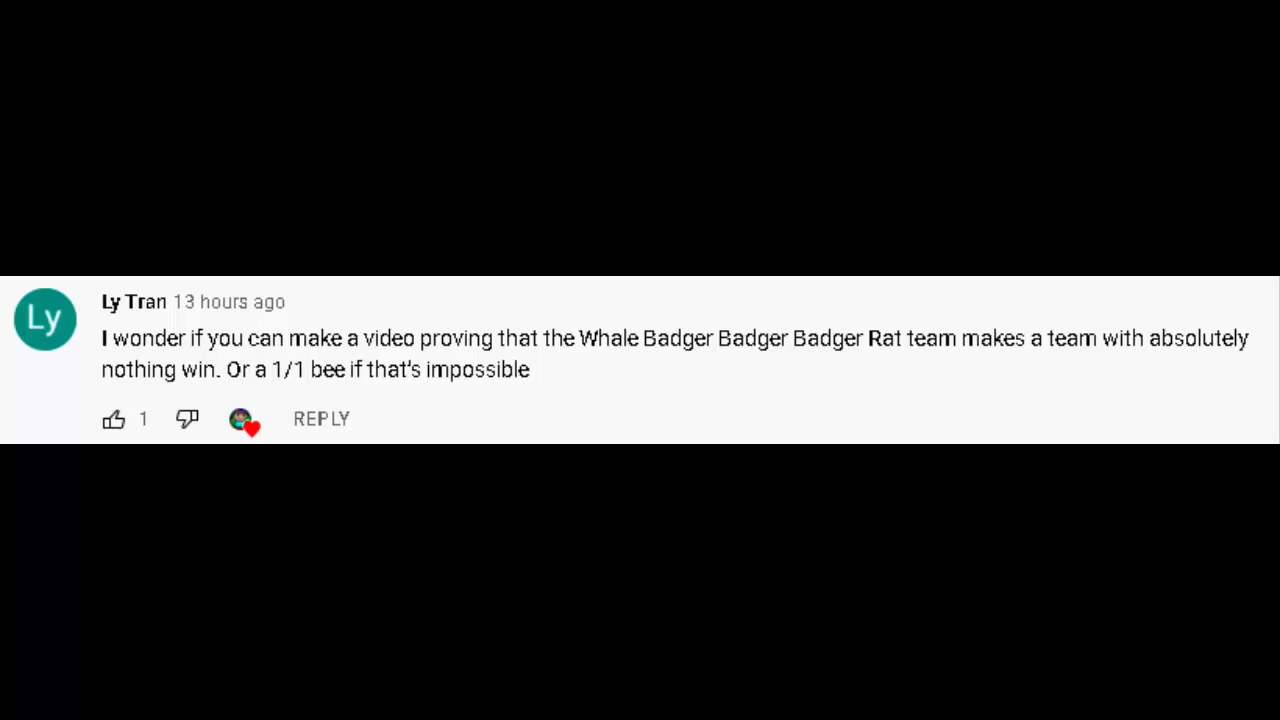 Ly
Ly Tran 13 hours ago
I wonder if you can make a video proving that the Whale Badger Badger Badger Rat team makes a team with absolutely
nothing win. Or a 1/1 bee if that's impossible
1 REPLY